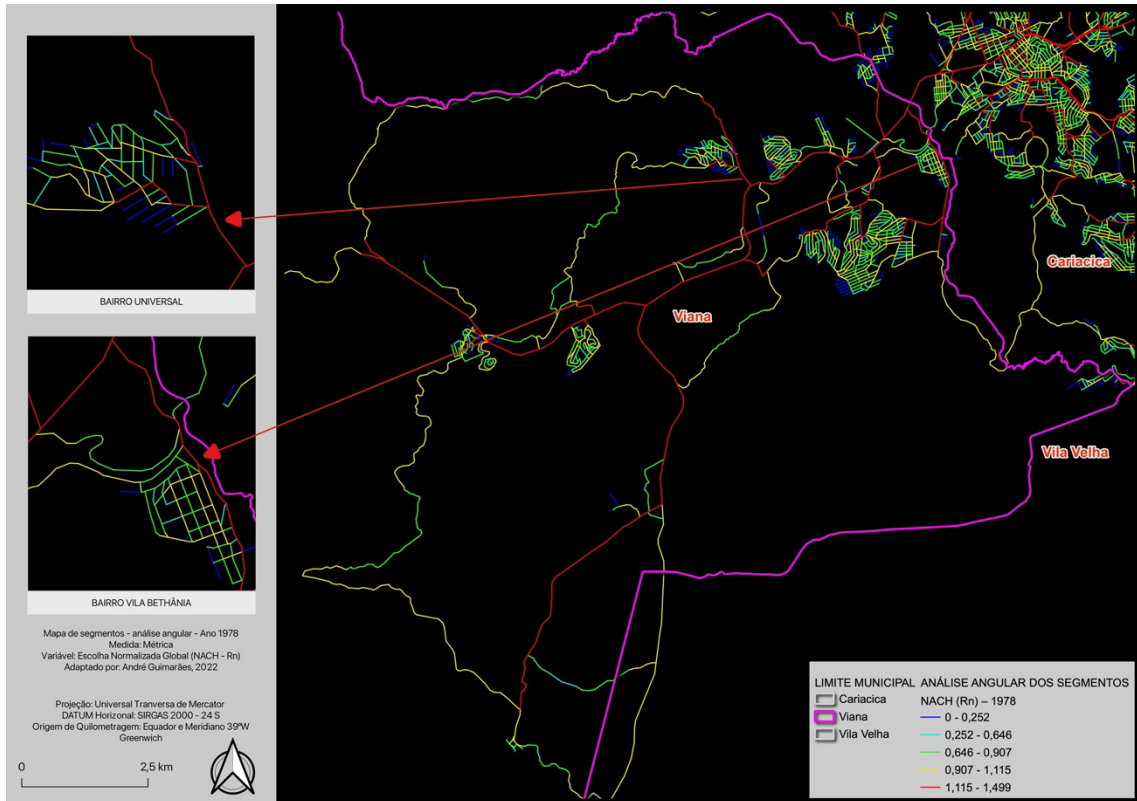 BAIRRO UNIVERSAL
BAIRRO VILA BETHÂNIA
Mapa de segmentos - análise angular - Ano 1978
Medida: Métrica
Variável: Escolha Normalizada Global (NACH - Rn)
Adaptado por: André Guimarães, 2022
Projeção: Universal Tranversa de Mercator
DATUM Horizontal: SIRGAS 2000 - 24 S
Origem de Quilometragem: Equador e Meridiano 39ºW
Greenwich
0 2,5 km
Viana
Cariacica
Vila Velha
LIMITE MUNICIPAL
Cariacica
Viana
Vila Velha
ANÁLISE ANGULAR DOS SEGMENTOS
NACH (Rn) – 1978
0 - 0,252
0,252 - 0,646
0,646 - 0,907
0,907 - 1,115
1,115 - 1,499